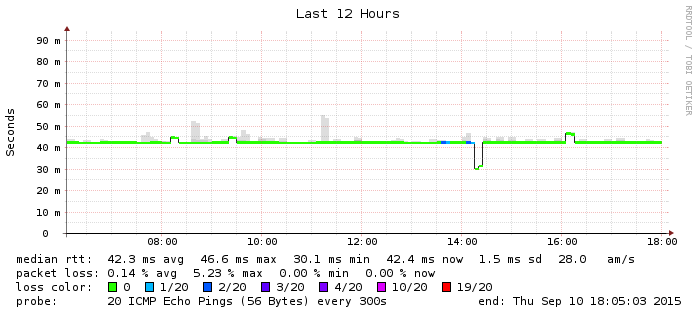 Last 12 Hours
RRDTOOL / TOBI OETIKER
Seconds
90 m
80 m
70 m
60 m
50 m
40 m
30 m
20 m
10 m
0
08:00 10:00 12:00 14:00 16:00 18:00
median rtt: 42.3 ms avg 46.6 ms max 30.1 ms min 42.4 ms now 1.5 ms sd 28.0 am/s
packet loss: 0.14 % avg 5.23 % max 0.00 % min 0.00 % now
loss color: 0 1/20 2/20 3/20 4/20 10/20 19/20
probe: 20 ICMP Echo Pings (56 Bytes) every 300s end: Thu Sep 10 18:05:03 2015